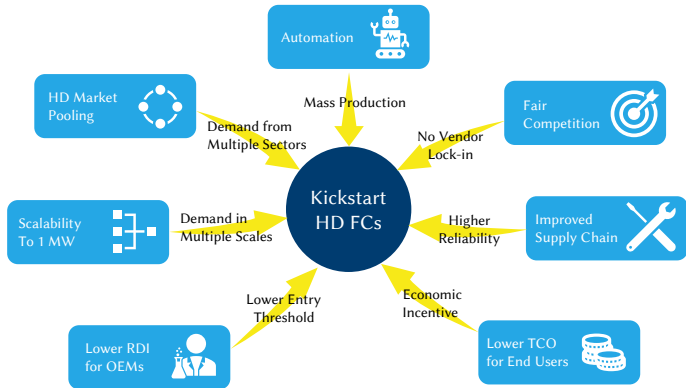 Automation
Mass Production
HD Market
Pooling
Demand from
Multiple Sectors
Fair
Competition
No Vendor
Lock-in
Kickstart
HD FCs
Scalability
To 1 MW
Demand in
Multiple Scales
Higher
Reliability
Improved
Supply Chain
Lower Entry
Threshold
Economic
Incentive
Lower RDI
for OEMs
Lower TCO
for End Users